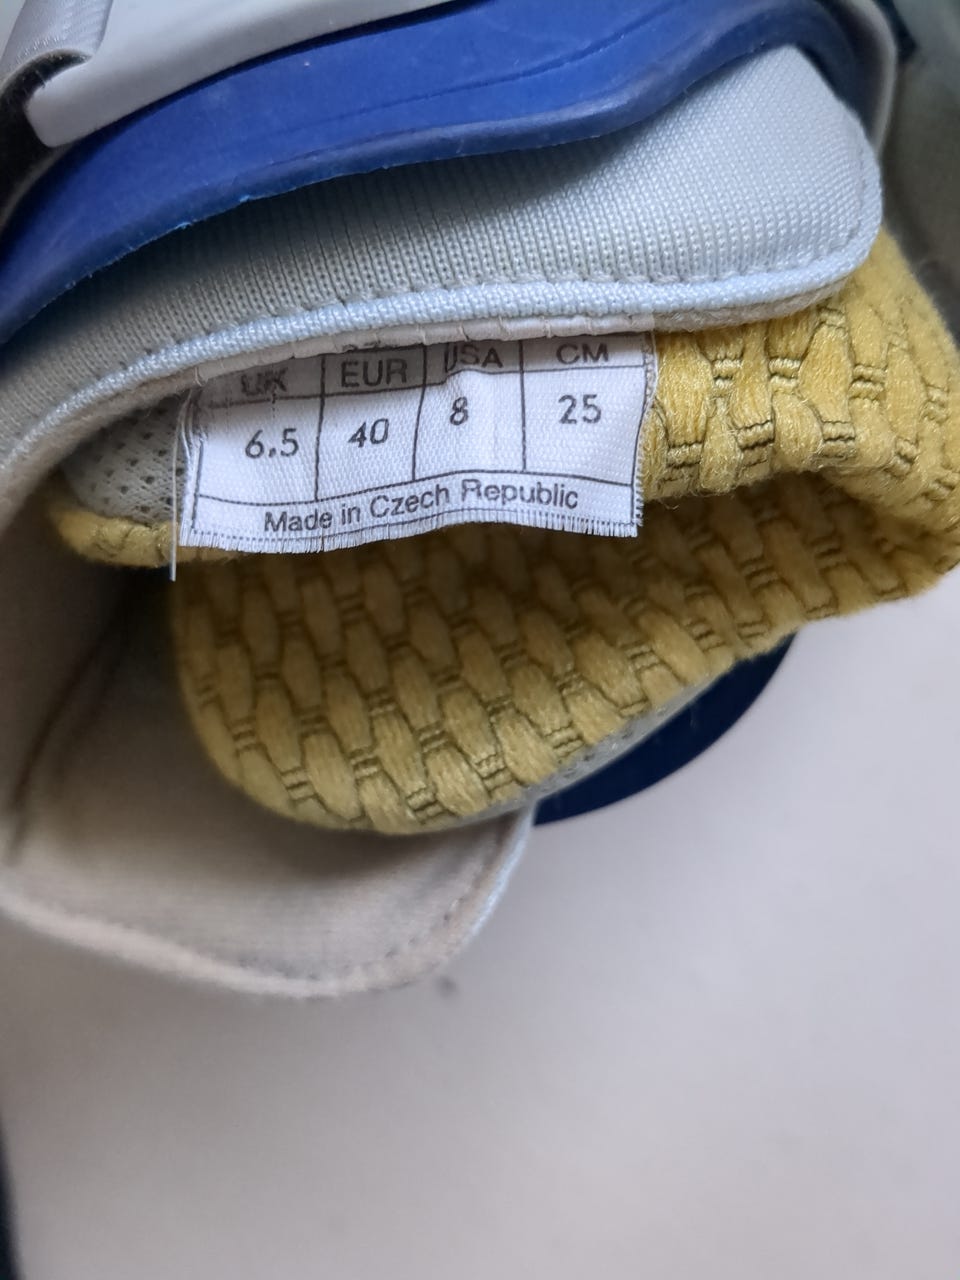 UK EUR USA CM
6.5 40 8 25
Made in Czech Republic